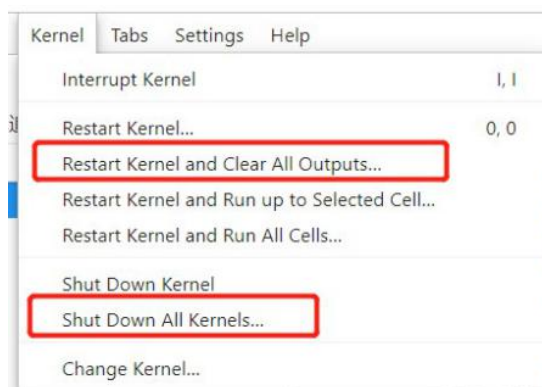 Kernel Tabs Settings Help
Interrupt Kernel I, I
Restart Kernel... 0, 0
Restart Kernel and Clear All Outputs...
Restart Kernel and Run up to Selected Cell...
Restart Kernel and Run All Cells...
Shut Down Kernel
Shut Down All Kernels...
Change Kernel...